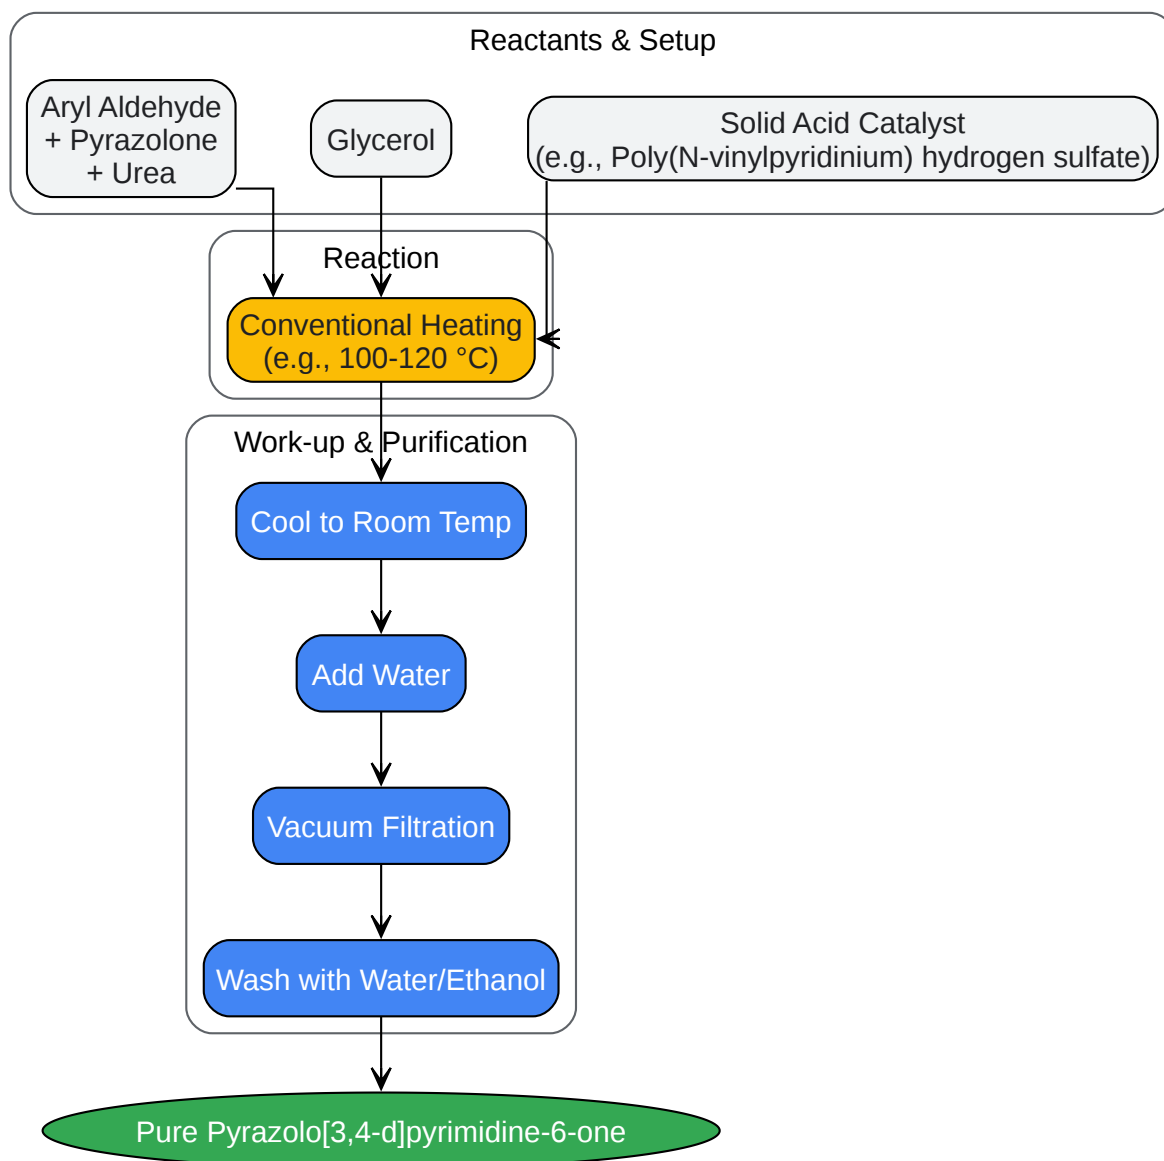 Reactants & Setup
Aryl Aldehyde
+ Pyrazolone
+ Urea
Glycerol
Solid Acid Catalyst
(e.g., Poly(N-vinylpyridinium) hydrogen sulfate)
Reaction
Conventional Heating
(e.g., 100-120 °C)
Work-up & Purification
Cool to Room Temp
Add Water
Vacuum Filtration
Wash with Water/Ethanol
Pure Pyrazolo[3,4-d]pyrimidine-6-one